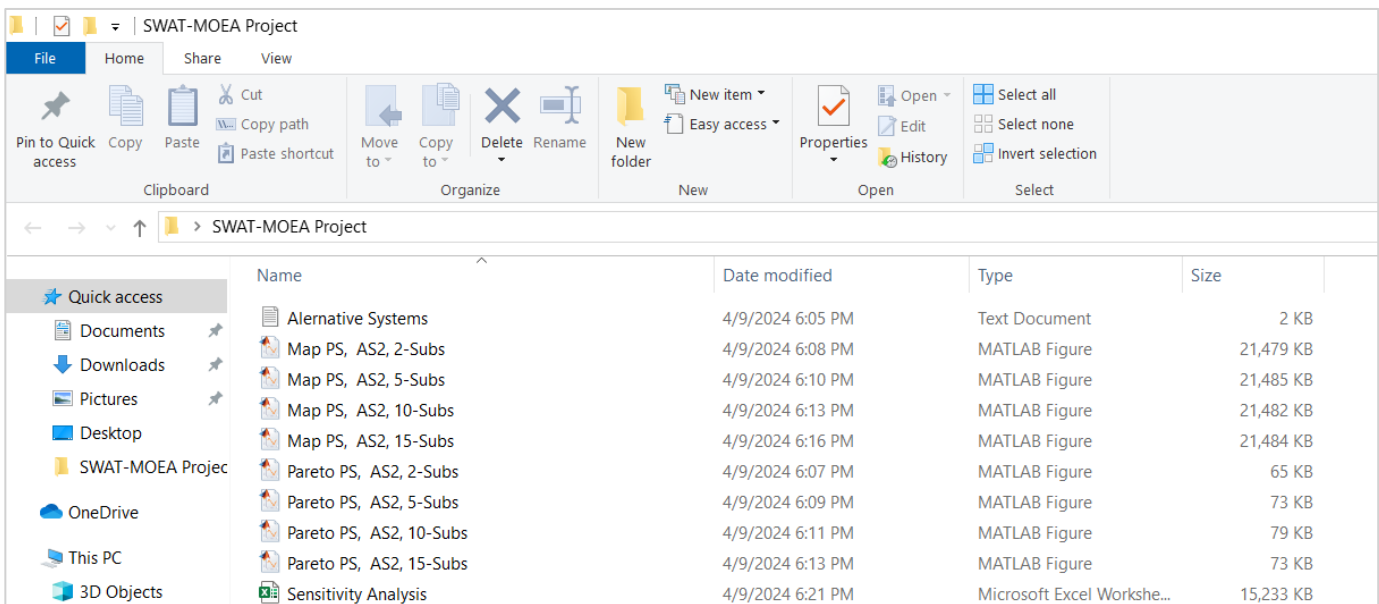 SWAT-MOEA Project
File Home Share View
Pin to Quick access
Copy
Paste
Cut
Copy path
Paste shortcut
Clipboard
Move to
Copy to
Delete
Rename
Organize
New folder
New item
Easy access
New
Properties
Open
Edit
History
Open
Select all
Select none
Invert selection
Select
SWAT-MOEA Project
Quick access
Documents
Downloads
Pictures
Desktop
SWAT-MOEA Projec
OneDrive
This PC
3D Objects
Name Date modified Type Size
Alernative Systems 4/9/2024 6:05 PM Text Document 2 KB
Map PS, AS2, 2-Subs 4/9/2024 6:08 PM MATLAB Figure 21,479 KB
Map PS, AS2, 5-Subs 4/9/2024 6:10 PM MATLAB Figure 21,485 KB
Map PS, AS2, 10-Subs 4/9/2024 6:13 PM MATLAB Figure 21,482 KB
Map PS, AS2, 15-Subs 4/9/2024 6:16 PM MATLAB Figure 21,484 KB
Pareto PS, AS2, 2-Subs 4/9/2024 6:07 PM MATLAB Figure 65 KB
Pareto PS, AS2, 5-Subs 4/9/2024 6:09 PM MATLAB Figure 73 KB
Pareto PS, AS2, 10-Subs 4/9/2024 6:11 PM MATLAB Figure 79 KB
Pareto PS, AS2, 15-Subs 4/9/2024 6:13 PM MATLAB Figure 73 KB
Sensitivity Analysis 4/9/2024 6:21 PM Microsoft Excel Workshe... 15,233 KB